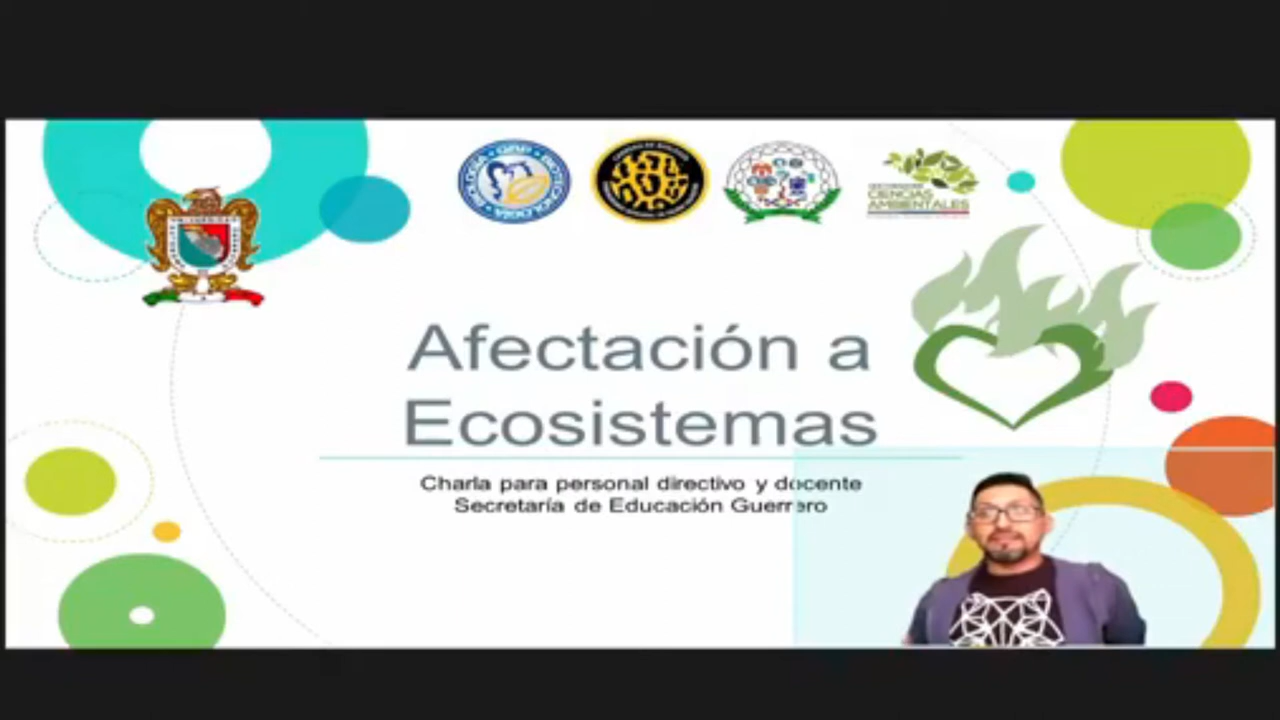 CIENCIAS
AMBIENTALES
Afectación a
Ecosistemas
Charla para personal directivo y docente
Secretaría de Educación Guerrero